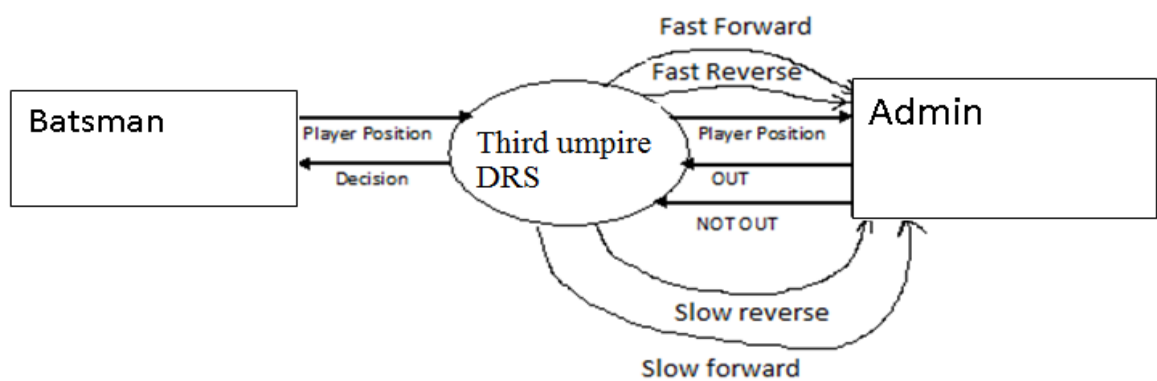 Fast Forward
Fast Reverse
Batsman
Player Position
Decision
Third umpire
DRS
Player Position
OUT
NOT OUT
Admin
Slow reverse
Slow forward